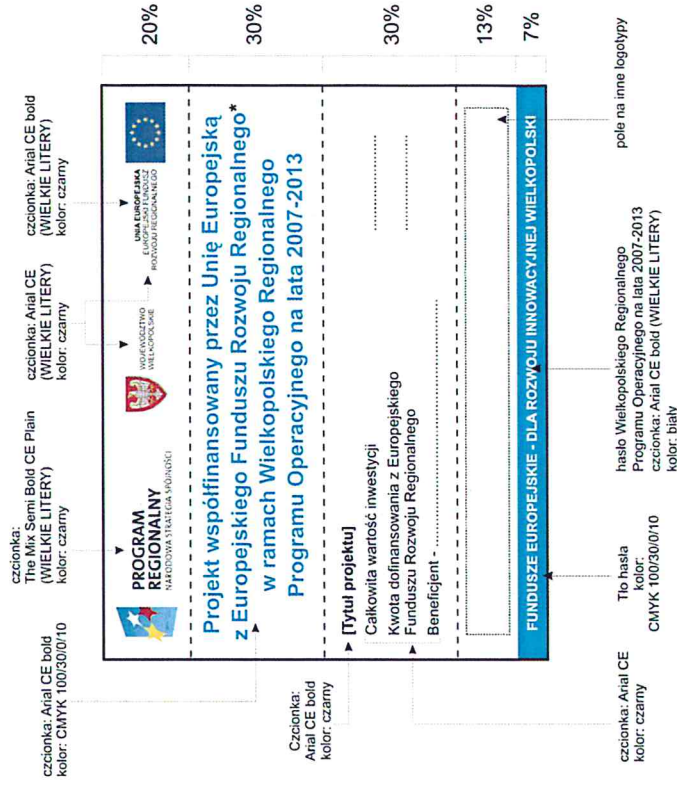 czcionka: Arial CE bold
kolor: CMYK 100/30/0/10
czcionka:
The Mix Semi Bold CE Plain
(WIELKIE LITERY)
kolor: czarny
czcionka: Arial CE
(WIELKIE LITERY)
kolor: czarny
czcionka: Arial CE bold
(WIELKIE LITERY)
kolor: czarny
PROGRAM
REGIONALNY
NARODOWA STRATEGIA SPÓJNOŚCI
WOJEWÓDZTWO
WIELKOPOLSKIE
UNIA EUROPEJSKA
EUROPEJSKI FUNDUSZ
ROZWOJU REGIONALNEGO
20%
Projekt współfinansowany przez Unię Europejską
z Europejskiego Funduszu Rozwoju Regionalnego*
w ramach Wielkopolskiego Regionalnego
Programu Operacyjnego na lata 2007-2013
30%
Czcionka:
Arial CE bold
kolor: czarny
[Tytuł projektu]
Całkowita wartość inwestycji ............................
Kwota dofinansowania z Europejskiego
Funduszu Rozwoju Regionalnego ............................
Beneficjent - ............................................
30%
13%
FUNDUSZE EUROPEJSKIE - DLA ROZWOJU INNOWACYJNEJ WIELKOPOLSKI
7%
czcionka: Arial CE
kolor: czarny
Tło hasła
kolor:
CMYK 100/30/0/10
hasło Wielkopolskiego Regionalnego
Programu Operacyjnego na lata 2007-2013
czcionka: Arial CE bold (WIELKIE LITERY)
kolor: biały
pole na inne logotypy